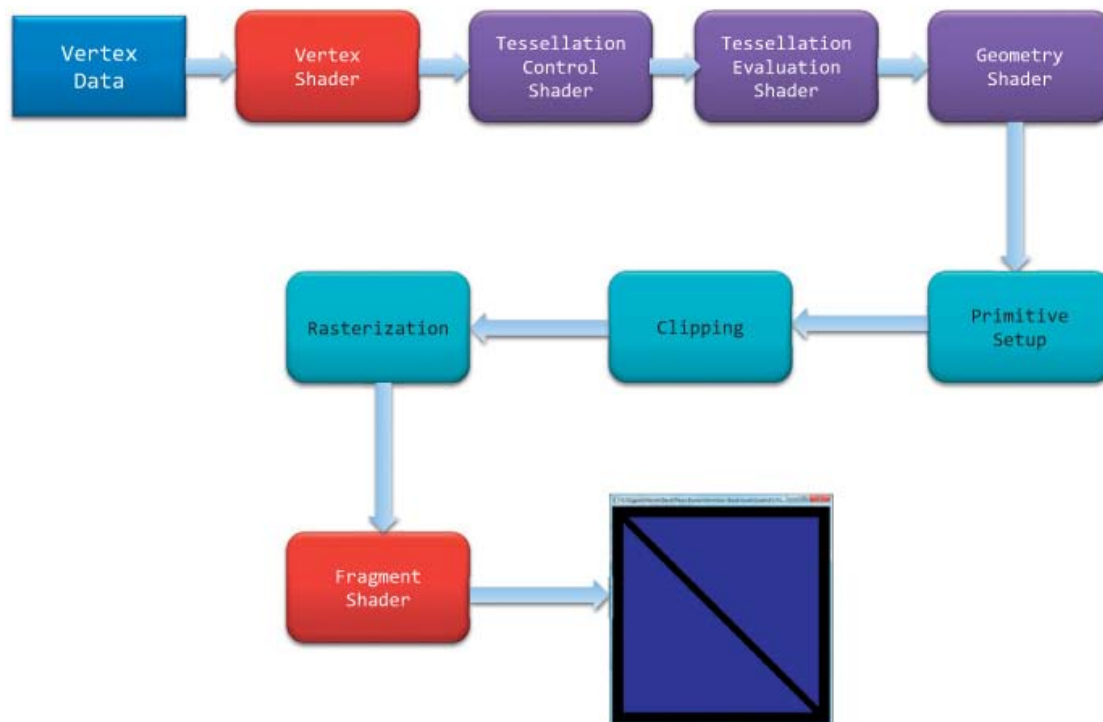 Vertex
Data
Vertex
Shader
Tessellation
Control
Shader
Tessellation
Evaluation
Shader
Geometry
Shader
Primitive
Setup
Clipping
Rasterization
Fragment
Shader